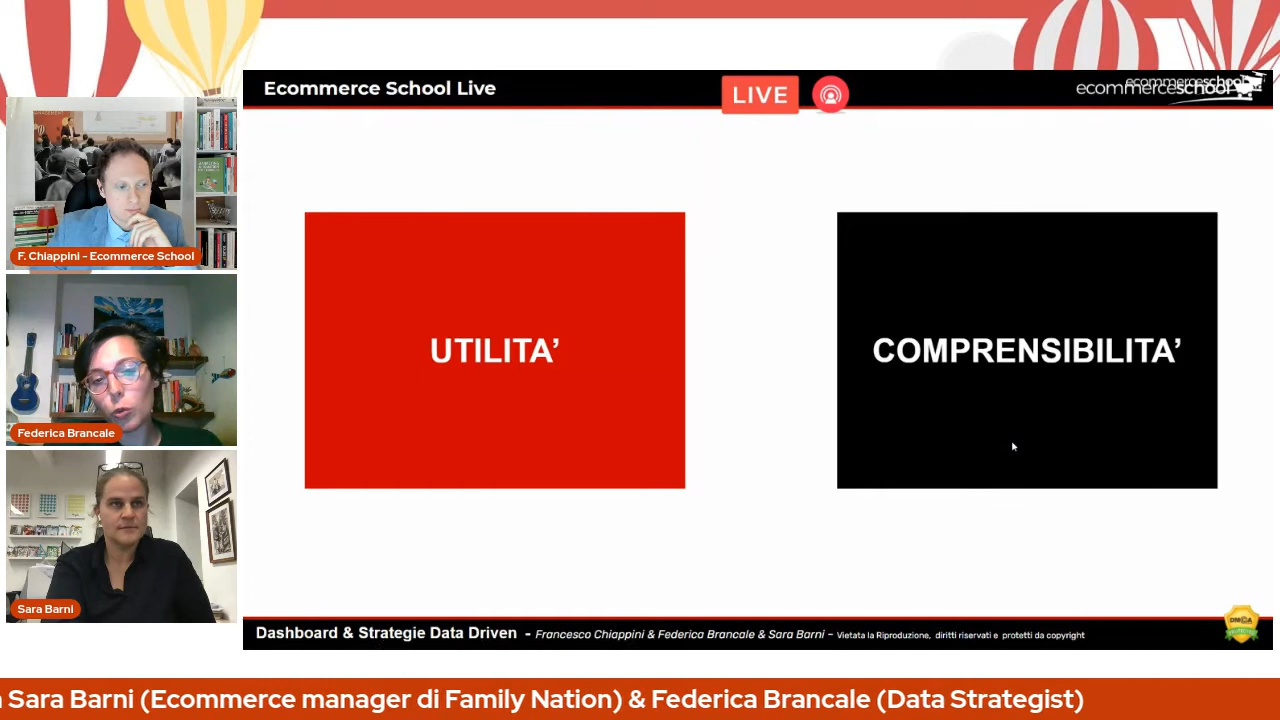 Ecommerce School Live
LIVE
ecommerceschool
ecommerceschool
F. Chiappini - Ecommerce School
Federica Brancale
Sara Barni
UTILITA’
COMPRENSIBILITA’
Dashboard & Strategie Data Driven - Francesco Chiappini & Federica Brancale & Sara Barni – Vietata la Riproduzione, diritti riservati e protetti da copyright
DMCA
Sara Barni (Ecommerce manager di Family Nation) & Federica Brancale (Data Strategist)